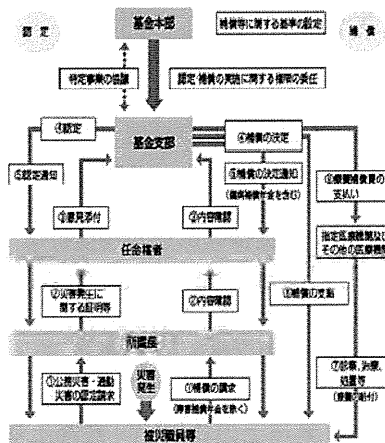 認定
基金本部
補償等に関する基準の設定
補償
特定事案の協議
認定・補償の実施に関する権限の委任
③認定
基金支部
④補償の決定
⑤認定通知
⑤補償の決定通知
(傷病補償年金を含む)
⑧療養補償費の
支払い
③意見添付
③内容確認
指定医療機関及び
その他の医療機関
任命権者
②災害発生に
関する証明等
②内容確認
⑥補償の支給
所属長
①公務災害・通勤
災害の認定請求
災害
発生
①補償の請求
(傷病補償年金を除く)
⑦診察、治療、
処置等
(療養の給付)
被災職員等